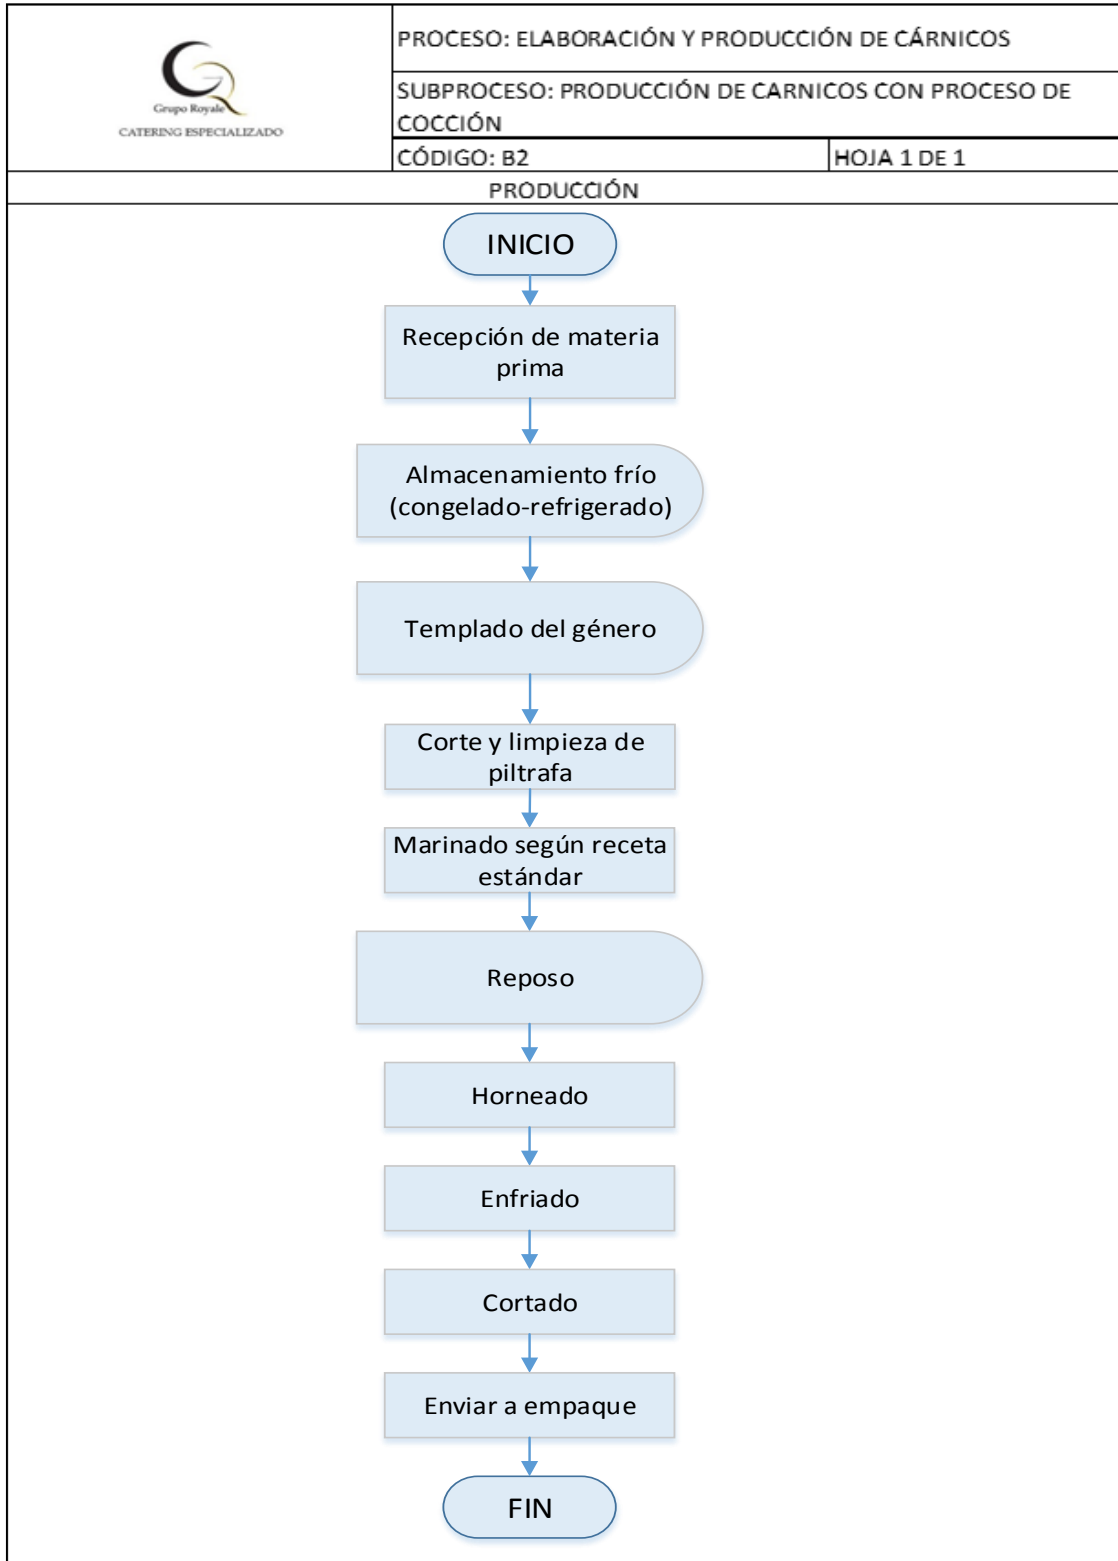 Grupo Royale
CATERING ESPECIALIZADO
PROCESO: ELABORACIÓN Y PRODUCCIÓN DE CÁRNICOS
SUBPROCESO: PRODUCCIÓN DE CARNICOS CON PROCESO DE
COCCIÓN
CÓDIGO: B2
HOJA 1 DE 1
PRODUCCIÓN
INICIO
Recepción de materia
prima
Almacenamiento frío
(congelado-refrigerado)
Templado del género
Corte y limpieza de
piltrafa
Marinado según receta
estándar
Reposo
Horneado
Enfriado
Cortado
Enviar a empaque
FIN